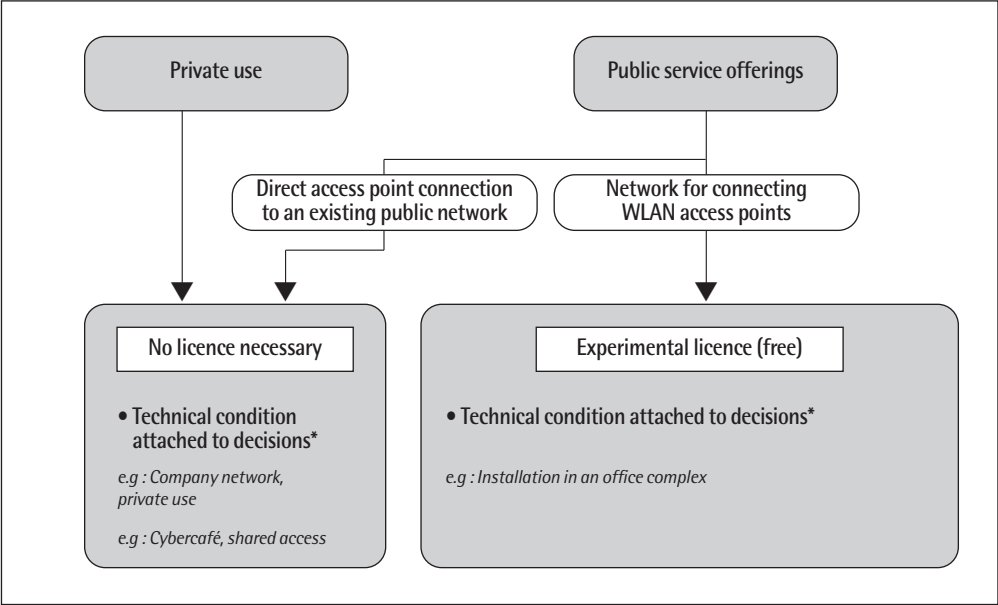 Private use
Public service offerings
Direct access point connection
to an existing public network
Network for connecting
WLAN access points
No licence necessary
• Technical condition
attached to decisions*
e.g : Company network,
private use
e.g : Cybercafé, shared access
Experimental licence (free)
• Technical condition attached to decisions*
e.g : Installation in an office complex